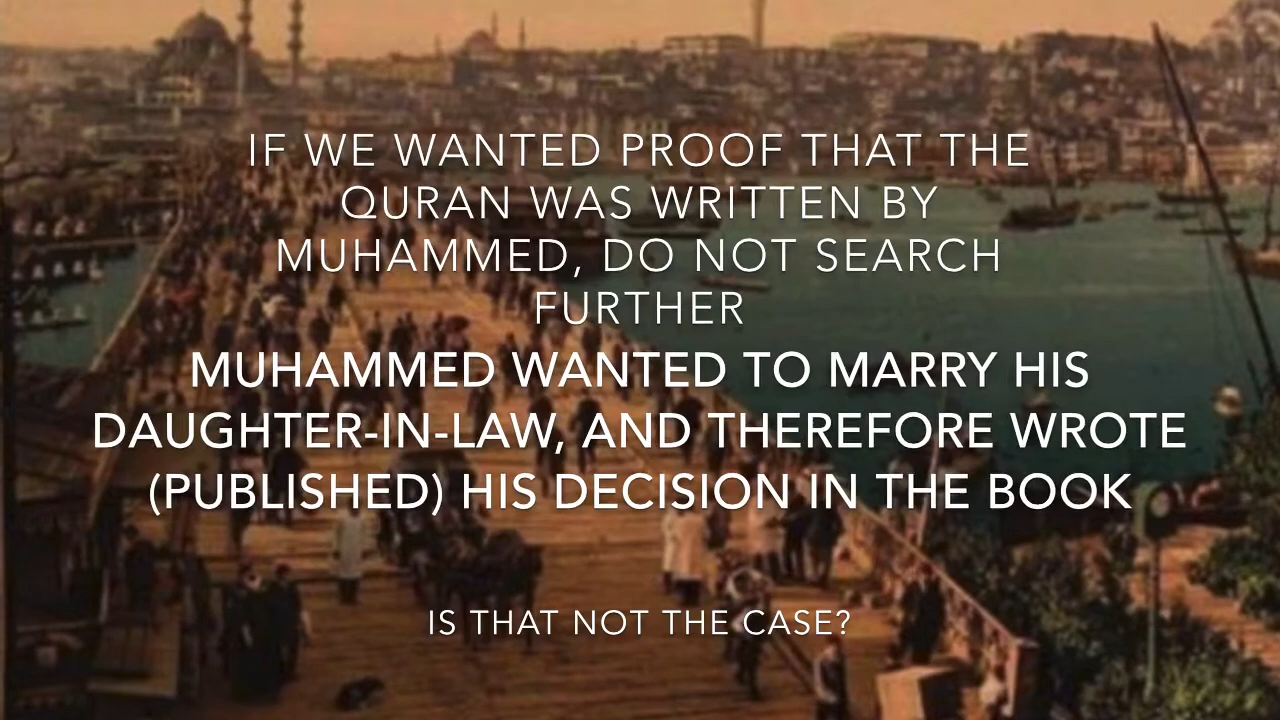 IF WE WANTED PROOF THAT THE
QURAN WAS WRITTEN BY
MUHAMMED, DO NOT SEARCH
FURTHER
MUHAMMED WANTED TO MARRY HIS
DAUGHTER-IN-LAW, AND THEREFORE WROTE
(PUBLISHED) HIS DECISION IN THE BOOK
IS THAT NOT THE CASE?